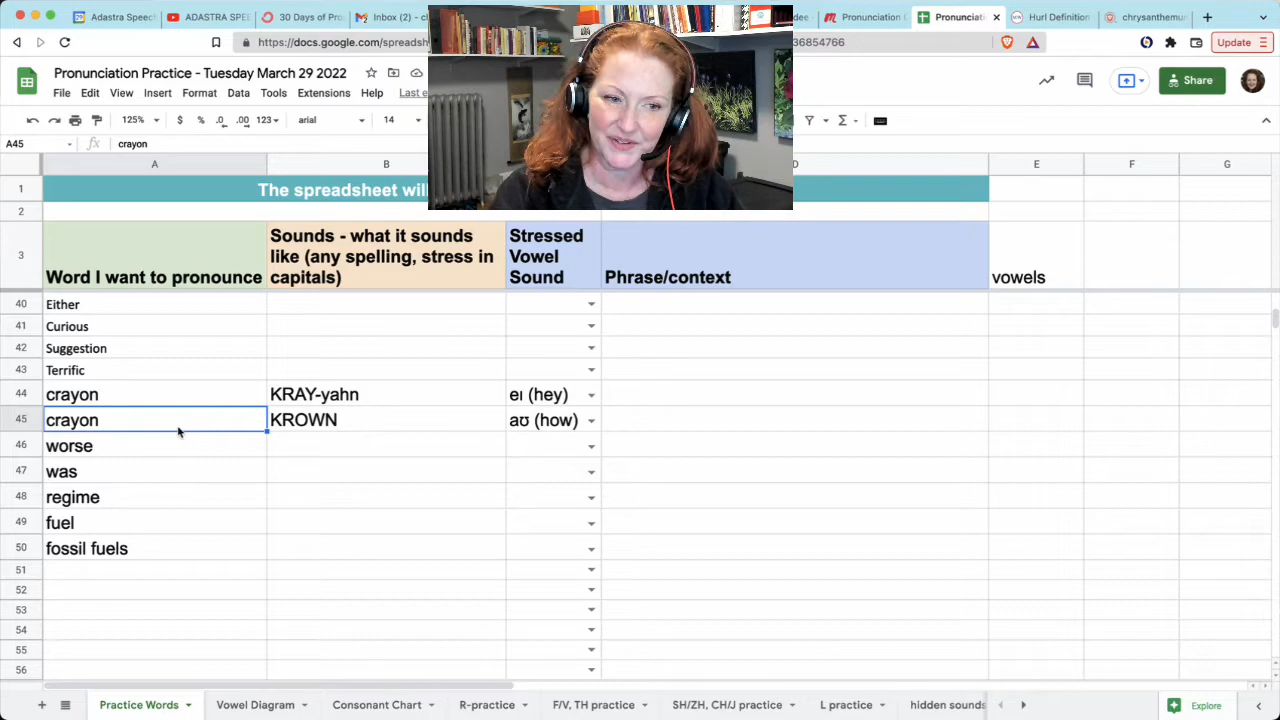 ADASTRA Speec
ADASTRA S
30 Days of Pron
Inbox (2) - cl
Pronunciation D
Pronunciati
Hurl Definition
chrysanthemur
https://docs.google.com/spreadsh
36854766
Update
Pronunciation Practice - Tuesday March 29 2022
File Edit View Insert Format Data Tools Extensions Help Last e
Share
125% $ % .0 .00 123 arial 14
A45 fx crayon
A B D E F G
1 The spreadsheet wil
2
3 Word I want to pronounce Sounds - what it sounds like (any spelling, stress in capitals) Stressed Vowel Sound Phrase/context vowels
40 Either
41 Curious
42 Suggestion
43 Terrific
44 crayon KRAY-yahn eɪ (hey)
45 crayon KROWN aʊ (how)
46 worse
47 was
48 regime
49 fuel
50 fossil fuels
51
52
53
54
55
56
Practice Words Vowel Diagram Consonant Chart R-practice F/V, TH practice SH/ZH, CH/J practice L practice hidden sounds Explore